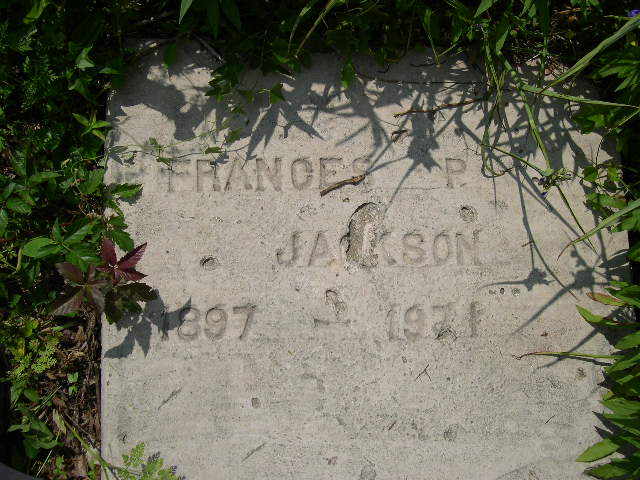 FRANCES P.
JACKSON
1897 - 1971